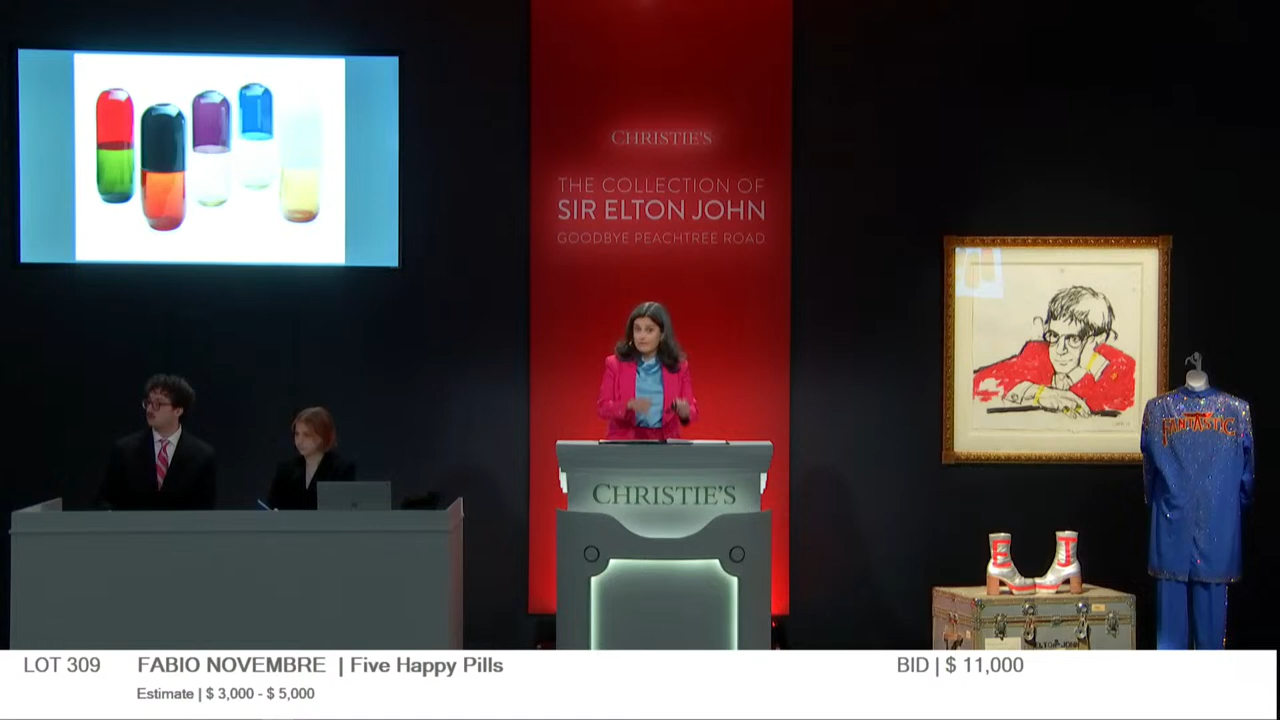 CHRISTIE'S
THE COLLECTION OF
SIR ELTON JOHN
GOODBYE PEACHTREE ROAD
FANTASTIC
CHRISTIE'S
E J
ELTON JOHN
LOT 309 FABIO NOVEMBRE | Five Happy Pills BID | $ 11,000
Estimate | $ 3,000 - $ 5,000